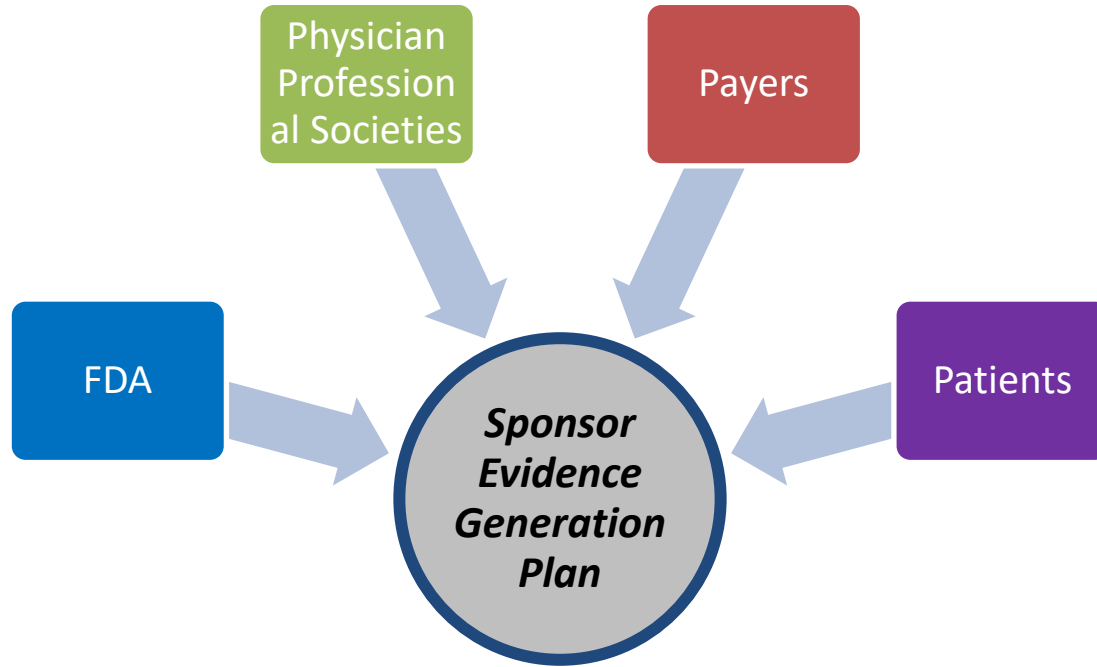 Physician
Profession
al Societies
Payers
FDA
Patients
Sponsor
Evidence
Generation
Plan